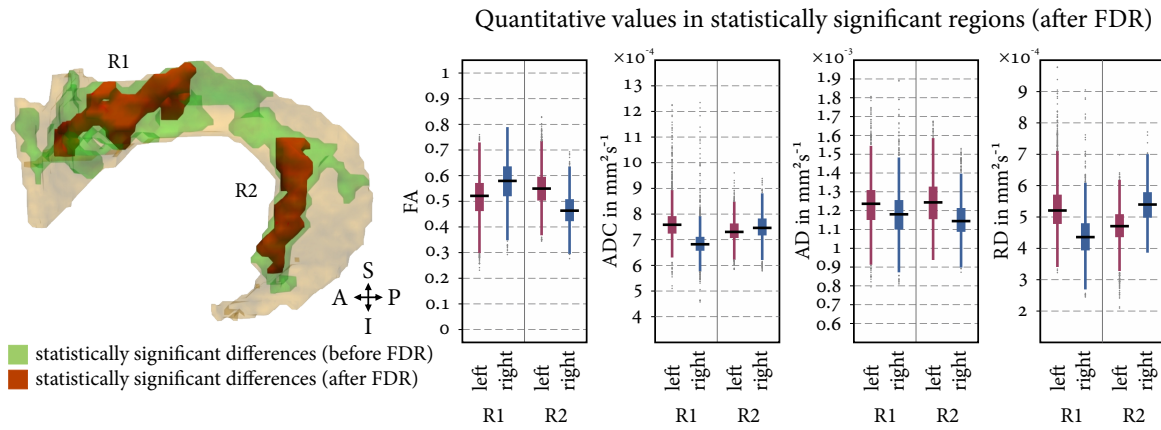 Quantitative values in statistically significant regions (after FDR)
R1
R2
S
A P
I
statistically significant differences (before FDR)
statistically significant differences (after FDR)
FA
1
0.9
0.8
0.7
0.6
0.5
0.4
0.3
0.2
0.1
0
left right left right
R1 R2
×10⁻⁴
ADC in mm²s⁻¹
13
12
11
10
9
8
7
6
5
4
left right left right
R1 R2
×10⁻³
AD in mm²s⁻¹
1.9
1.8
1.7
1.6
1.5
1.4
1.3
1.2
1.1
1
0.9
0.8
0.7
0.6
left right left right
R1 R2
×10⁻⁴
RD in mm²s⁻¹
9
8
7
6
5
4
3
2
left right left right
R1 R2